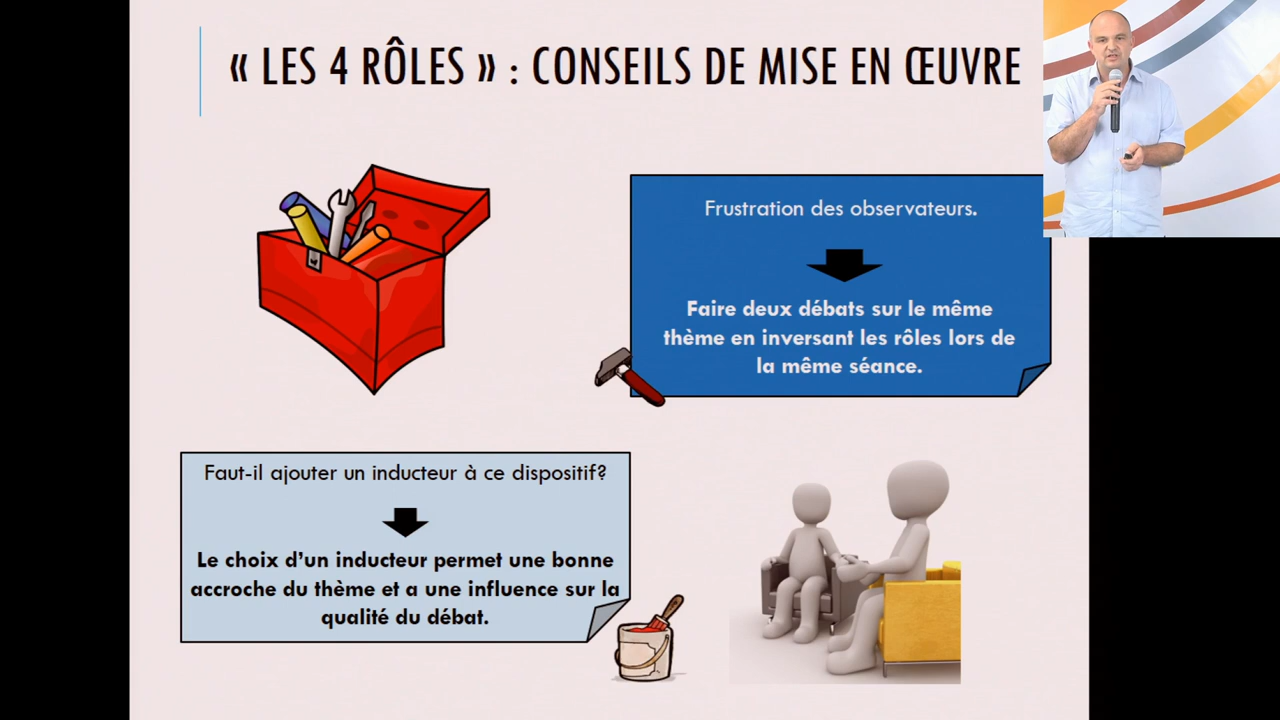 « LES 4 RÔLES » : CONSEILS DE MISE EN ŒUVRE
Frustration des observateurs.
Faire deux débats sur le même
thème en inversant les rôles lors de
la même séance.
Faut-il ajouter un inducteur à ce dispositif?
Le choix d’un inducteur permet une bonne
accroche du thème et a une influence sur la
qualité du débat.